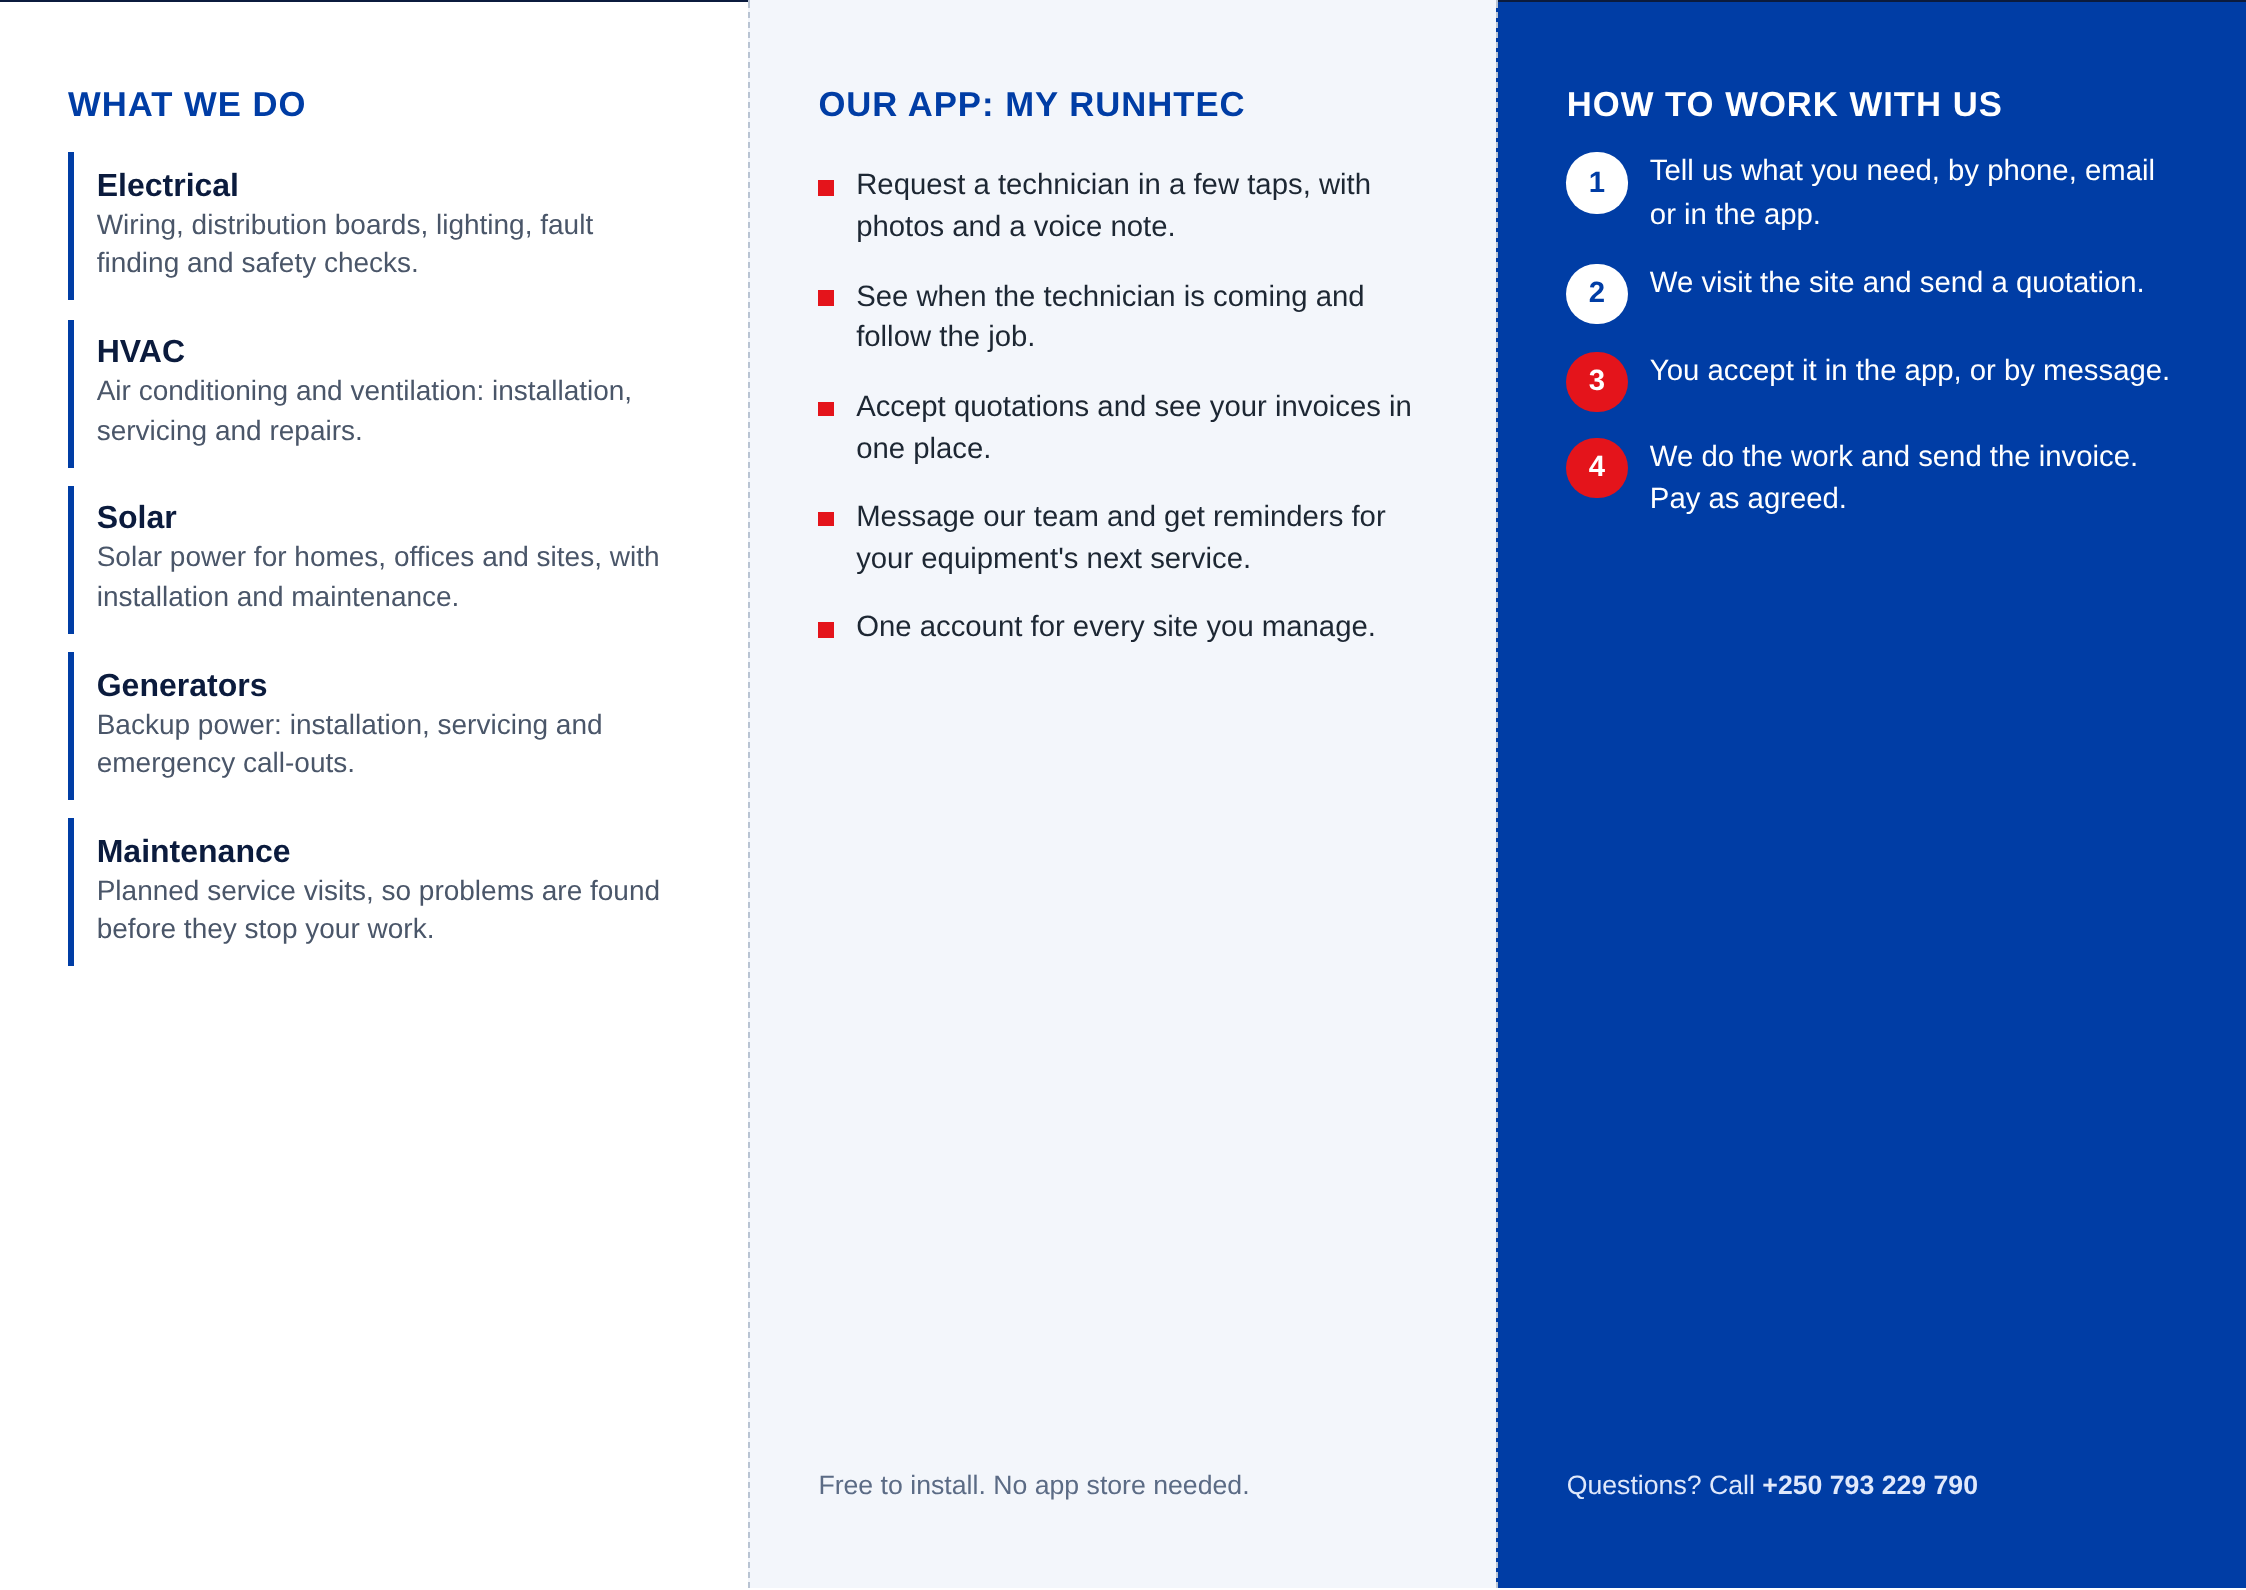 WHAT WE DO
Electrical
Wiring, distribution boards, lighting, fault
finding and safety checks.
HVAC
Air conditioning and ventilation: installation,
servicing and repairs.
Solar
Solar power for homes, offices and sites, with
installation and maintenance.
Generators
Backup power: installation, servicing and
emergency call-outs.
Maintenance
Planned service visits, so problems are found
before they stop your work.
OUR APP: MY RUNHTEC
Request a technician in a few taps, with
photos and a voice note.
See when the technician is coming and
follow the job.
Accept quotations and see your invoices in
one place.
Message our team and get reminders for
your equipment's next service.
One account for every site you manage.
Free to install. No app store needed.
HOW TO WORK WITH US
1 Tell us what you need, by phone, email
or in the app.
2 We visit the site and send a quotation.
3 You accept it in the app, or by message.
4 We do the work and send the invoice.
Pay as agreed.
Questions? Call +250 793 229 790